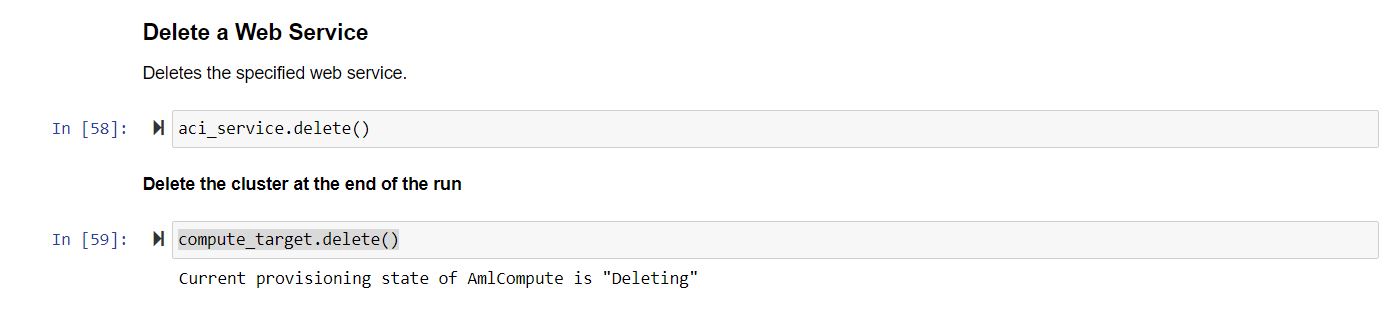 Delete a Web Service
Deletes the specified web service.
In [58]: aci_service.delete()
Delete the cluster at the end of the run
In [59]: compute_target.delete()
Current provisioning state of AmlCompute is "Deleting"